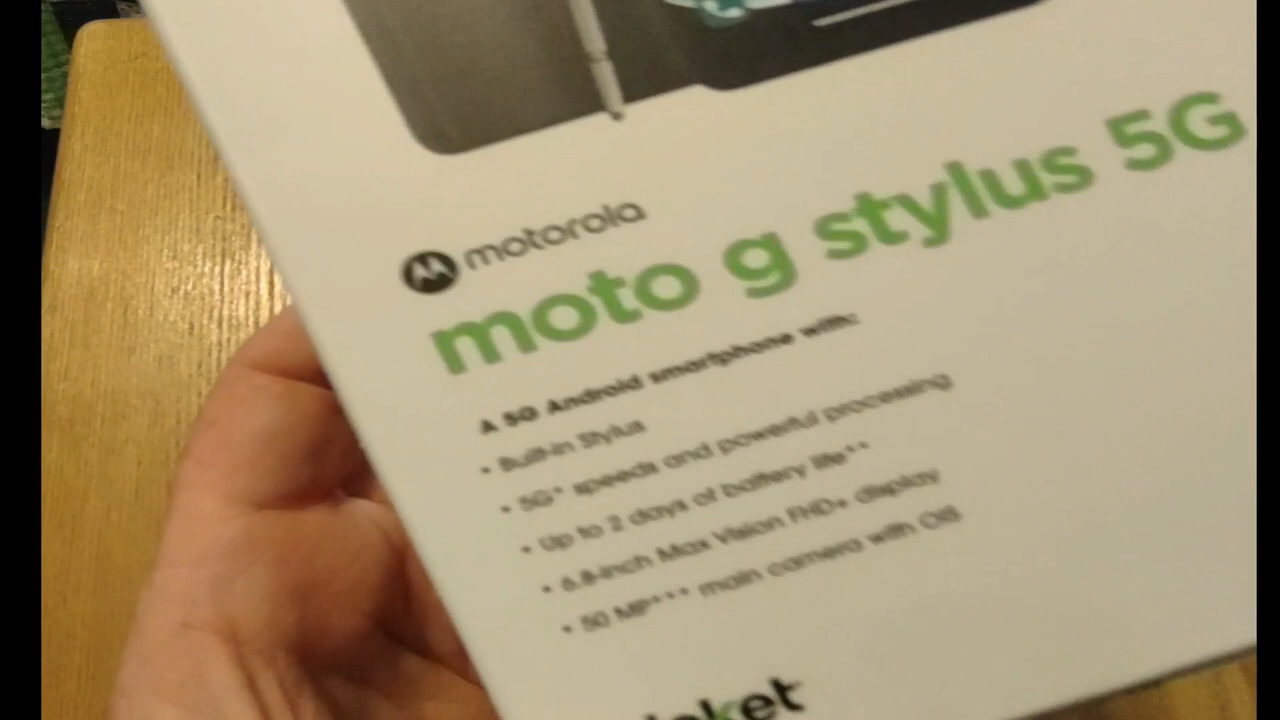 motorola
moto g stylus 5G
A 5G Android smartphone with:
• Built-in Stylus
• 5G* speeds and powerful processing
• Up to 2 days of battery life**
• 6.8-inch Max Vision FHD+ display
• 50 MP*** main camera with OIS